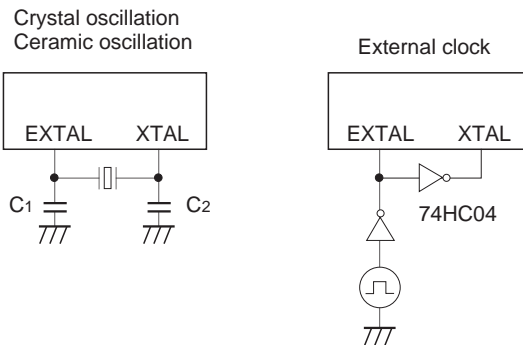 Crystal oscillation
Ceramic oscillation
EXTAL XTAL
C1 C2
External clock
EXTAL XTAL
74HC04